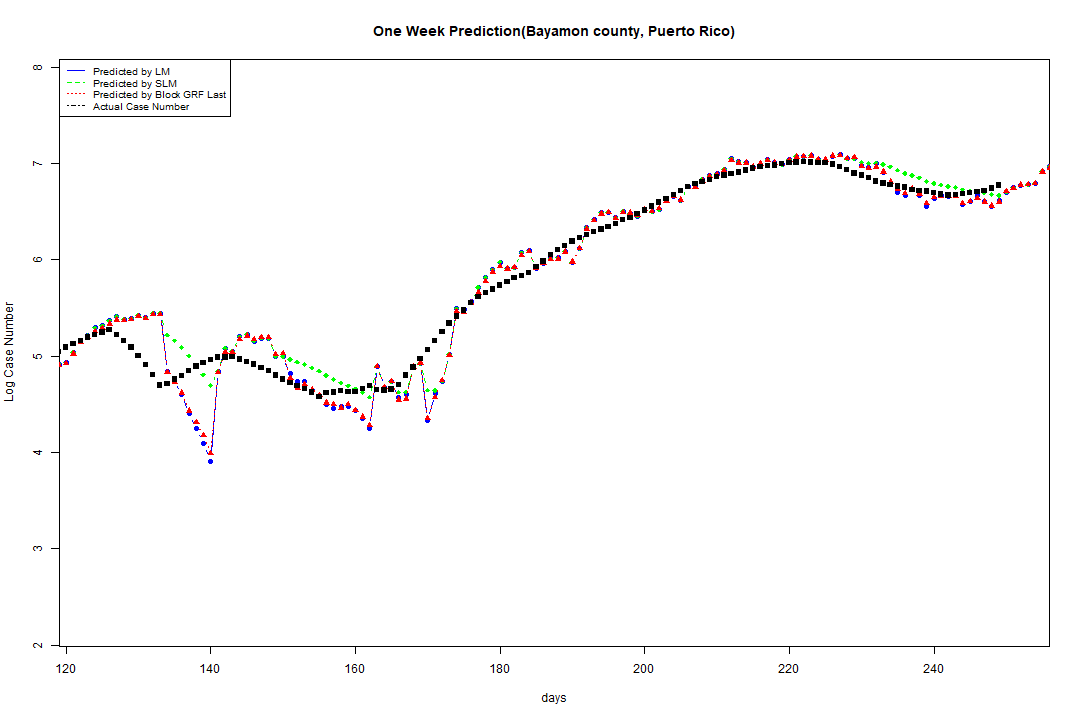 One Week Prediction(Bayamon county, Puerto Rico)
Predicted by LM
Predicted by SLM
Predicted by Block GRF Last
Actual Case Number
8
7
6
5
4
3
2
Log Case Number
120 140 160 180 200 220 240
days